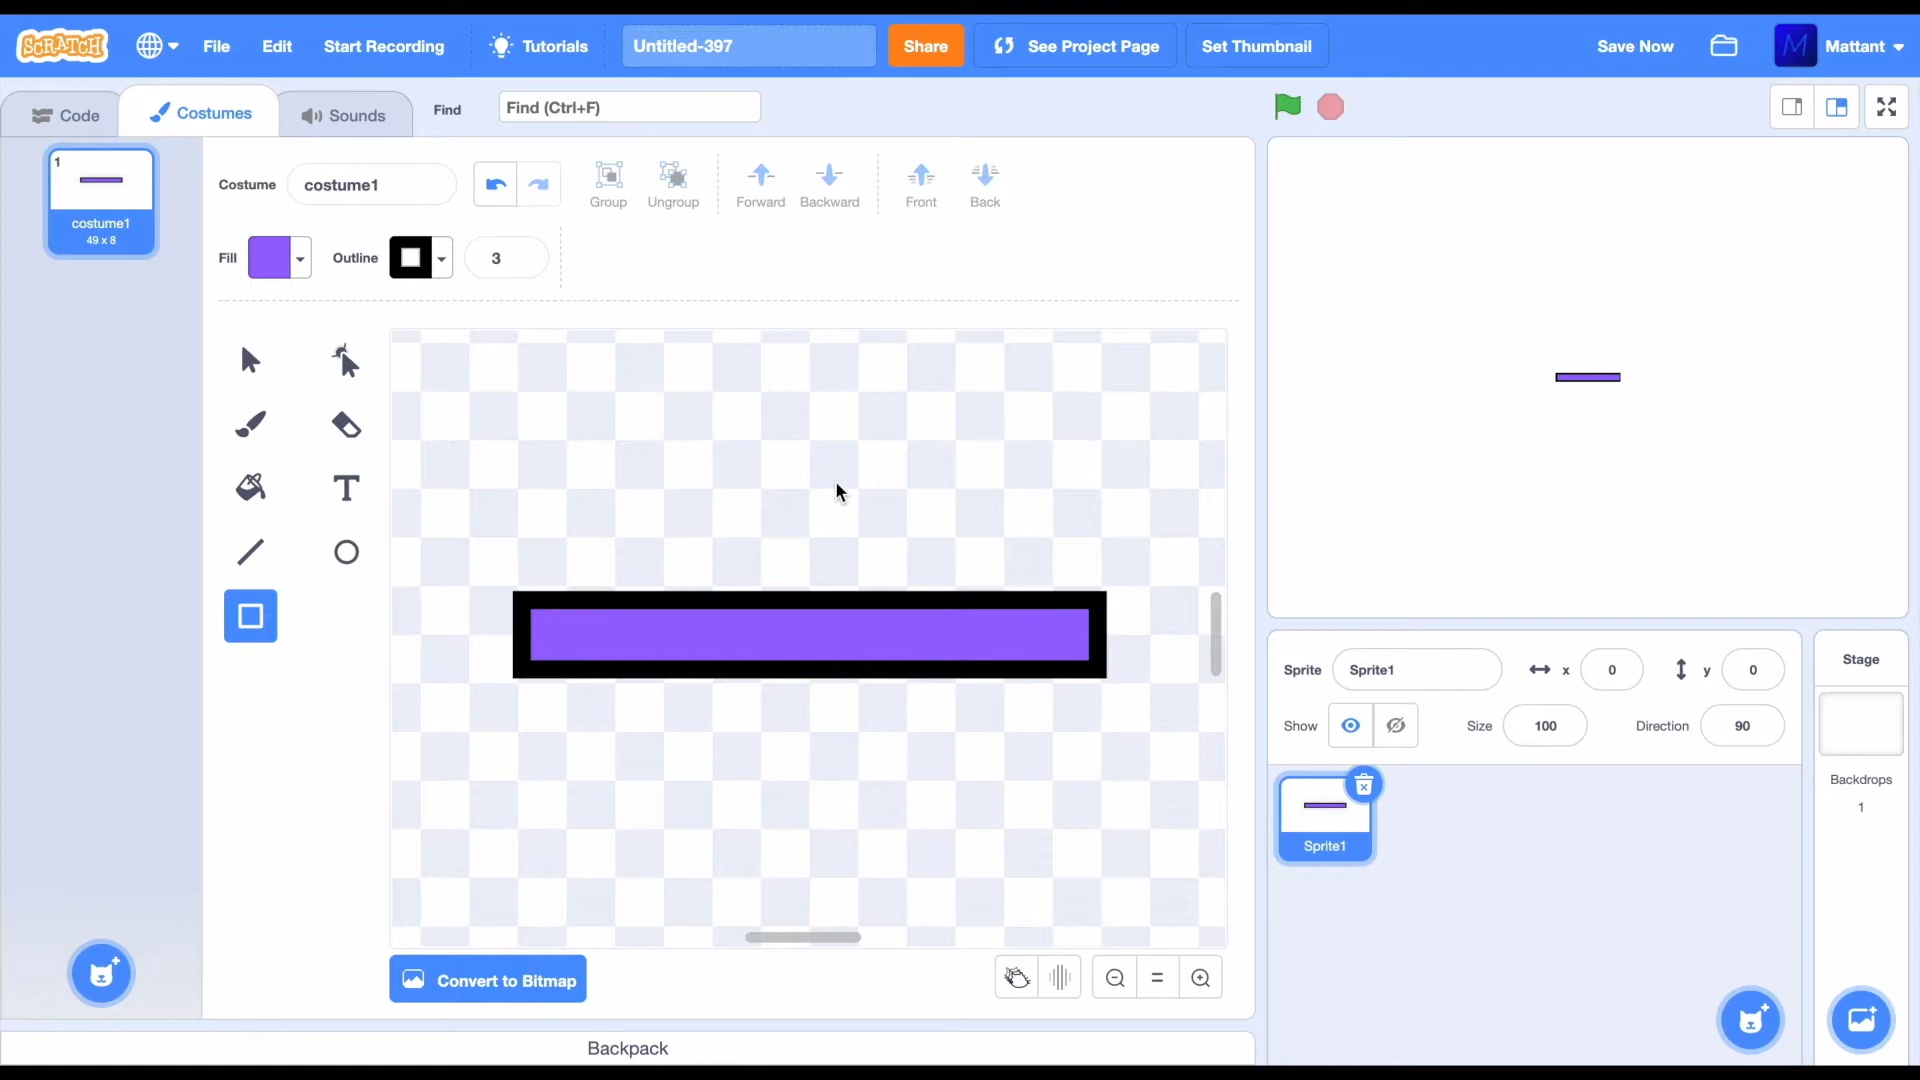 SCRATCH File Edit Start Recording Tutorials Untitled-397 Share See Project Page Set Thumbnail Save Now Mattant
Code Costumes Sounds Find Find (Ctrl+F)
1
costume1
49 x 8
Costume costume1 Group Ungroup Forward Backward Front Back
Fill Outline 3
Convert to Bitmap
Backpack
Sprite Sprite1 x 0 y 0
Show Size 100 Direction 90
Sprite1
Stage
Backdrops
1